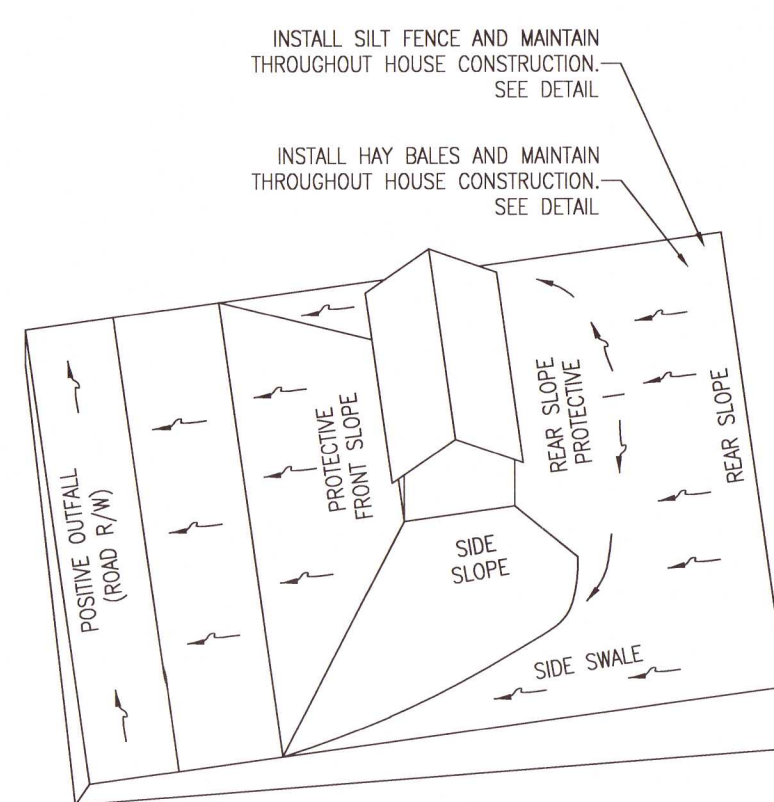 INSTALL SILT FENCE AND MAINTAIN
THROUGHOUT HOUSE CONSTRUCTION.
SEE DETAIL
INSTALL HAY BALES AND MAINTAIN
THROUGHOUT HOUSE CONSTRUCTION.
SEE DETAIL
POSITIVE OUTFALL
(ROAD R/W)
PROTECTIVE
FRONT SLOPE
REAR SLOPE
PROTECTIVE
REAR SLOPE
SIDE
SLOPE
SIDE SWALE